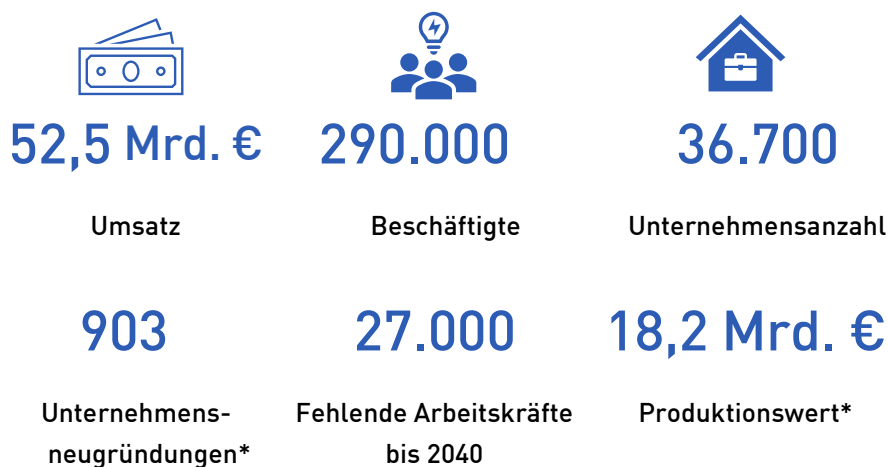 52,5 Mrd. €
290.000
36.700
Umsatz
Beschäftigte
Unternehmensanzahl
903
27.000
18,2 Mrd. €
Unternehmens-
neugründungen*
Fehlende Arbeitskräfte
bis 2040
Produktionswert*